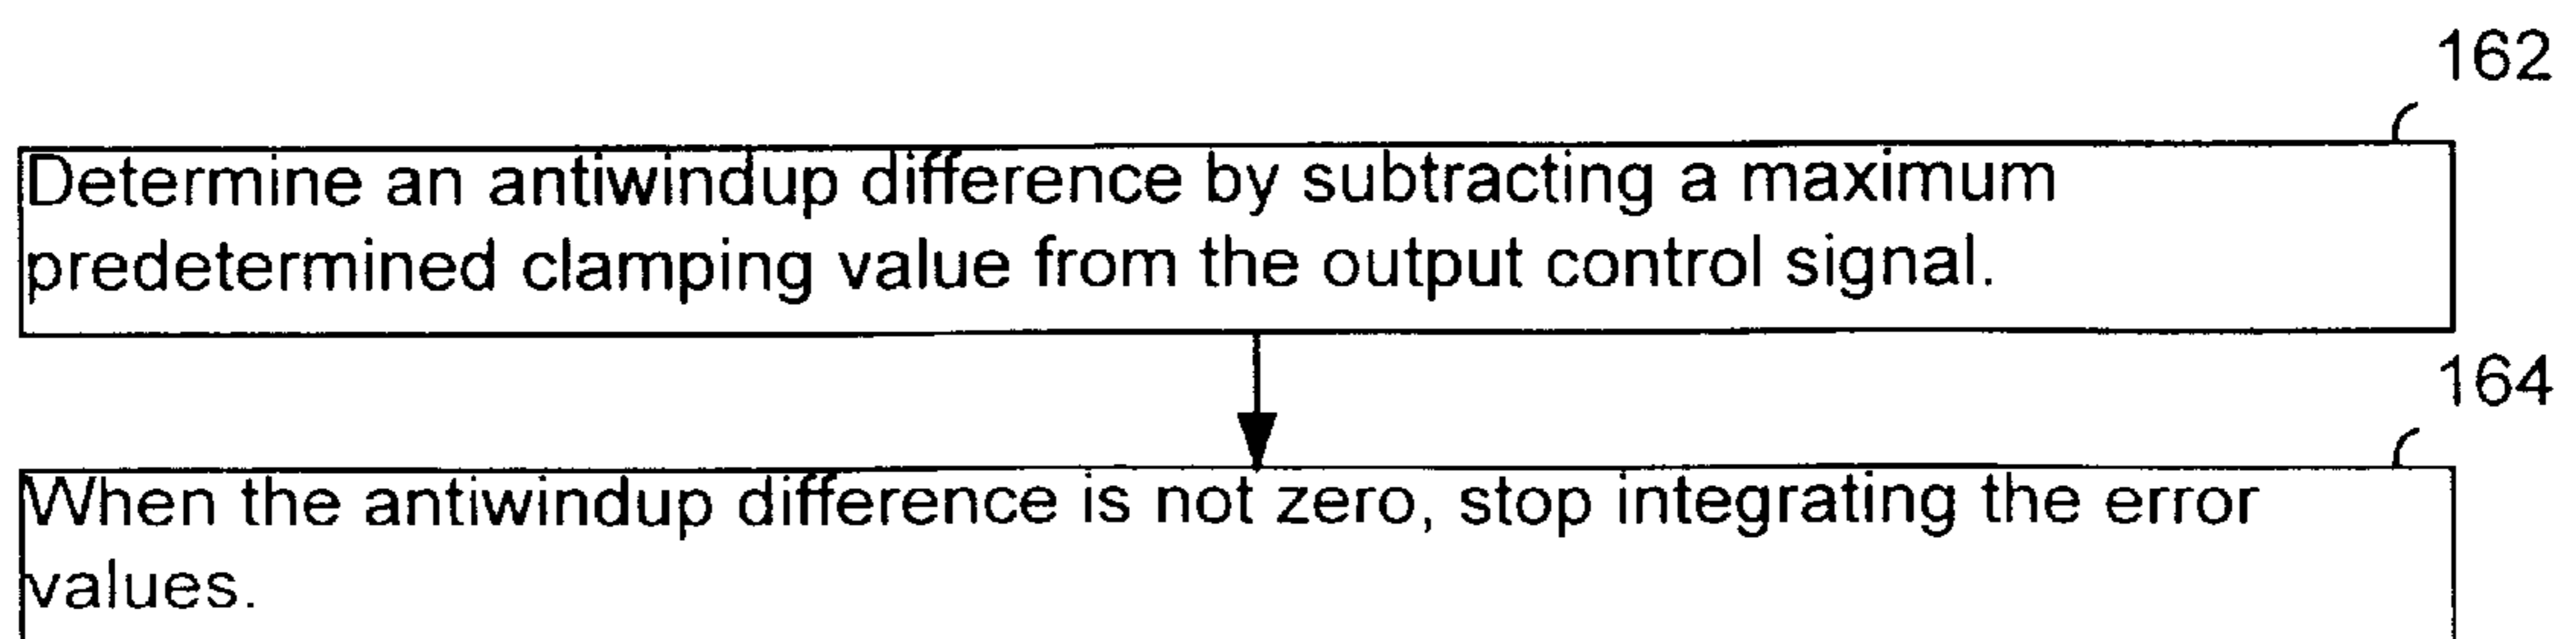 162
Determine an antiwindup difference by subtracting a maximum
predetermined clamping value from the output control signal.
164
When the antiwindup difference is not zero, stop integrating the error
values.